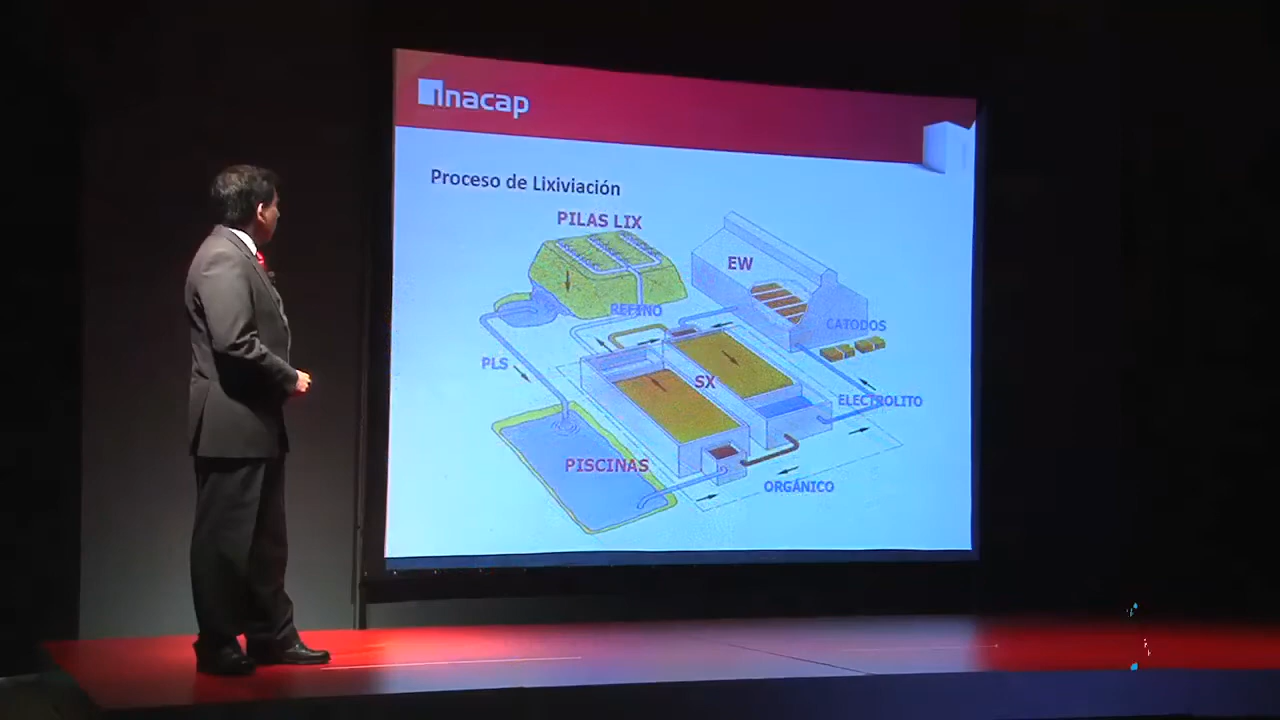 Inacap
Proceso de Lixiviación
PILAS LIX
EW
REFINO
CATODOS
PLS
SX
ELECTROLITO
PISCINAS
ORGÁNICO